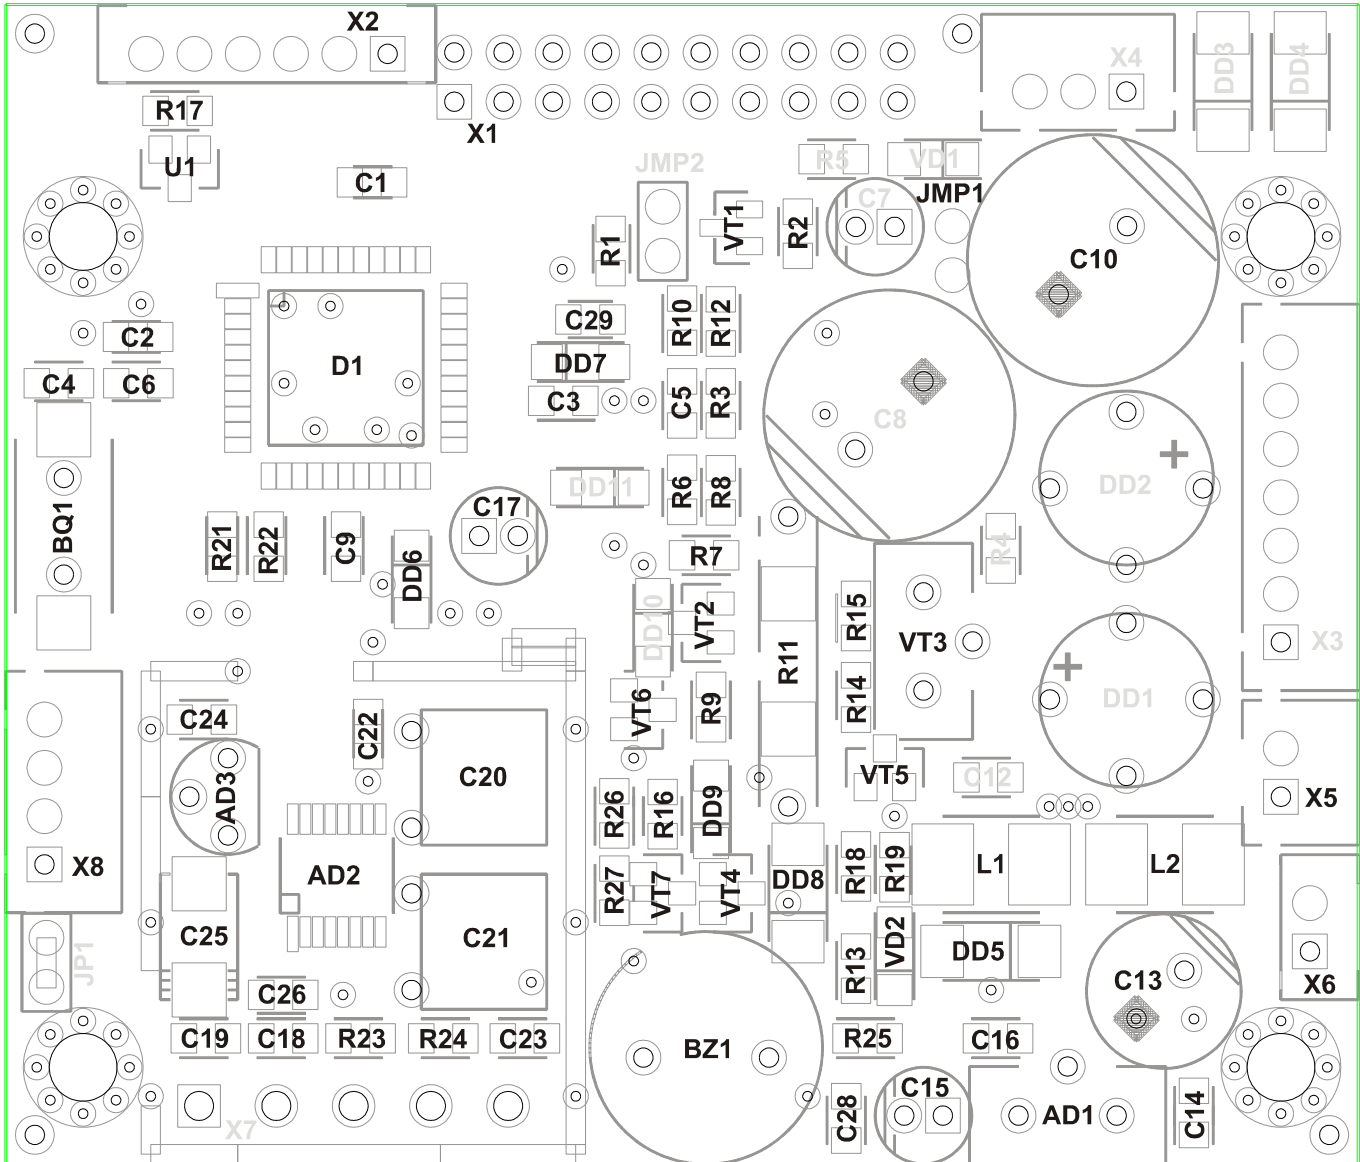 X2
X4
DD3
DD4
R17
X1
U1
R5
VD1
JMP2
C1
JMP1
C7
VT1
R2
R1
C10
C29
R10
R12
C2
D1
DD7
C4
C6
C3
C5
R3
C8
DD2
DD11
R6
R8
C17
BQ1
R21
R22
C9
DD6
R7
R4
DD10
VT2
R15
VT3
X3
R11
C24
C22
VT6
R9
R14
DD1
AD3
C20
VT5
C12
X5
R26
R16
DD9
X8
AD2
R27
VT7
VT4
DD8
R18
R19
L1
L2
C25
C21
JP1
R13
VD2
DD5
C13
X6
C26
C19
C18
R23
R24
C23
BZ1
R25
C16
X7
C28
C15
AD1
C14